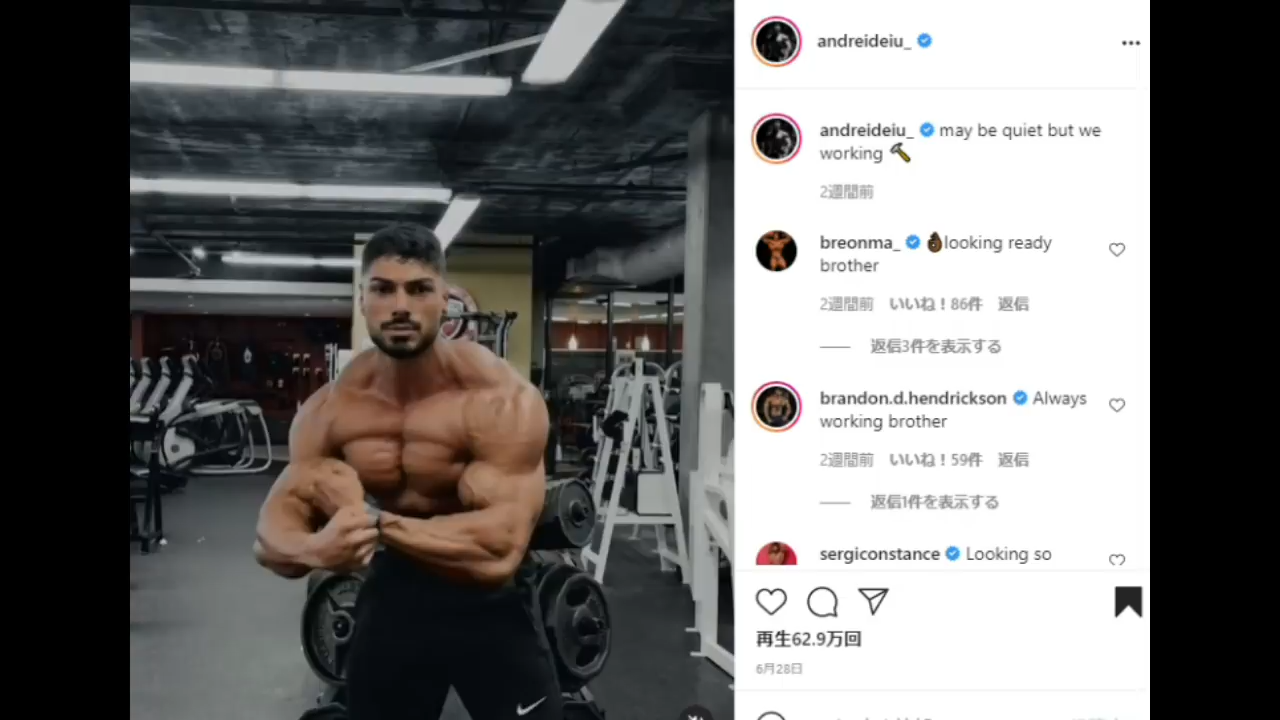 andreideiu_
andreideiu_ may be quiet but we
working 🔨
2週間前
breonma_ 👌🏿looking ready
brother
2週間前 いいね！86件 返信
返信3件を表示する
brandon.d.hendrickson Always
working brother
2週間前 いいね！59件 返信
返信1件を表示する
sergiconstance Looking so
再生62.9万回
6月28日